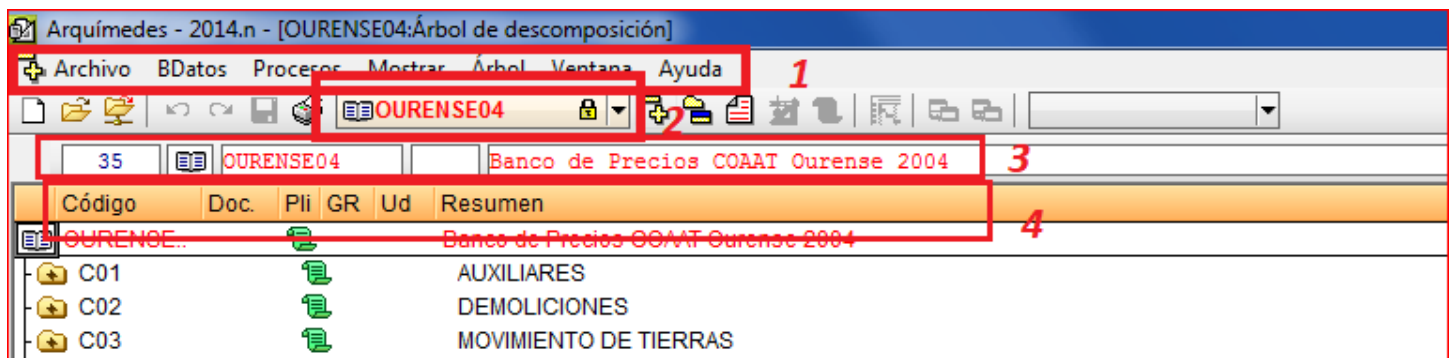 Arquímedes - 2014.n - [OURENSE04:Árbol de descomposición]
Archivo BDatos Procesos Mostrar Árbol Ventana Ayuda 1
OURENSE04 2
35 OURENSE04 Banco de Precios COAAT Ourense 2004 3
Código Doc. Pli GR Ud Resumen
OURENSE.. Banco de Precios COAAT Ourense 2004 4
C01 AUXILIARES
C02 DEMOLICIONES
C03 MOVIMIENTO DE TIERRAS